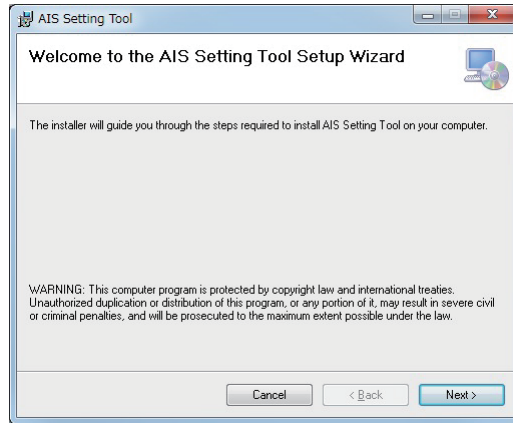 AIS Setting Tool
Welcome to the AIS Setting Tool Setup Wizard
The installer will guide you through the steps required to install AIS Setting Tool on your computer.
WARNING: This computer program is protected by copyright law and international treaties.
Unauthorized duplication or distribution of this program, or any portion of it, may result in severe civil
or criminal penalties, and will be prosecuted to the maximum extent possible under the law.
Cancel < Back Next >